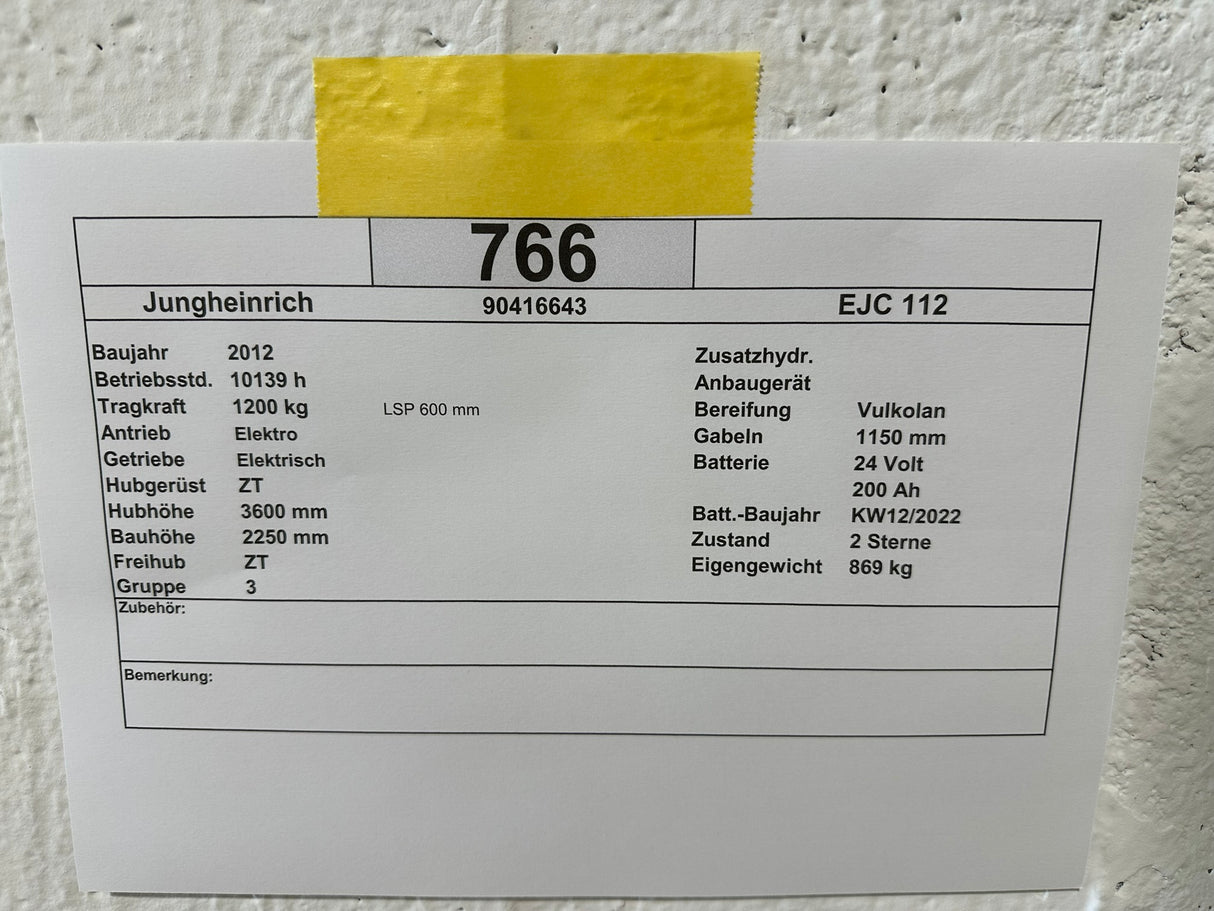 766
Jungheinrich 90416643 EJC 112
Baujahr 2012 Zusatzhydr.
Betriebsstd. 10139 h Anbaugerät
Tragkraft 1200 kg LSP 600 mm Bereifung Vulkolan
Antrieb Elektro Gabeln 1150 mm
Getriebe Elektrisch Batterie 24 Volt
Hubgerüst ZT 200 Ah
Hubhöhe 3600 mm Batt.-Baujahr KW12/2022
Bauhöhe 2250 mm Zustand 2 Sterne
Freihub ZT Eigengewicht 869 kg
Gruppe 3
Zubehör:
Bemerkung: